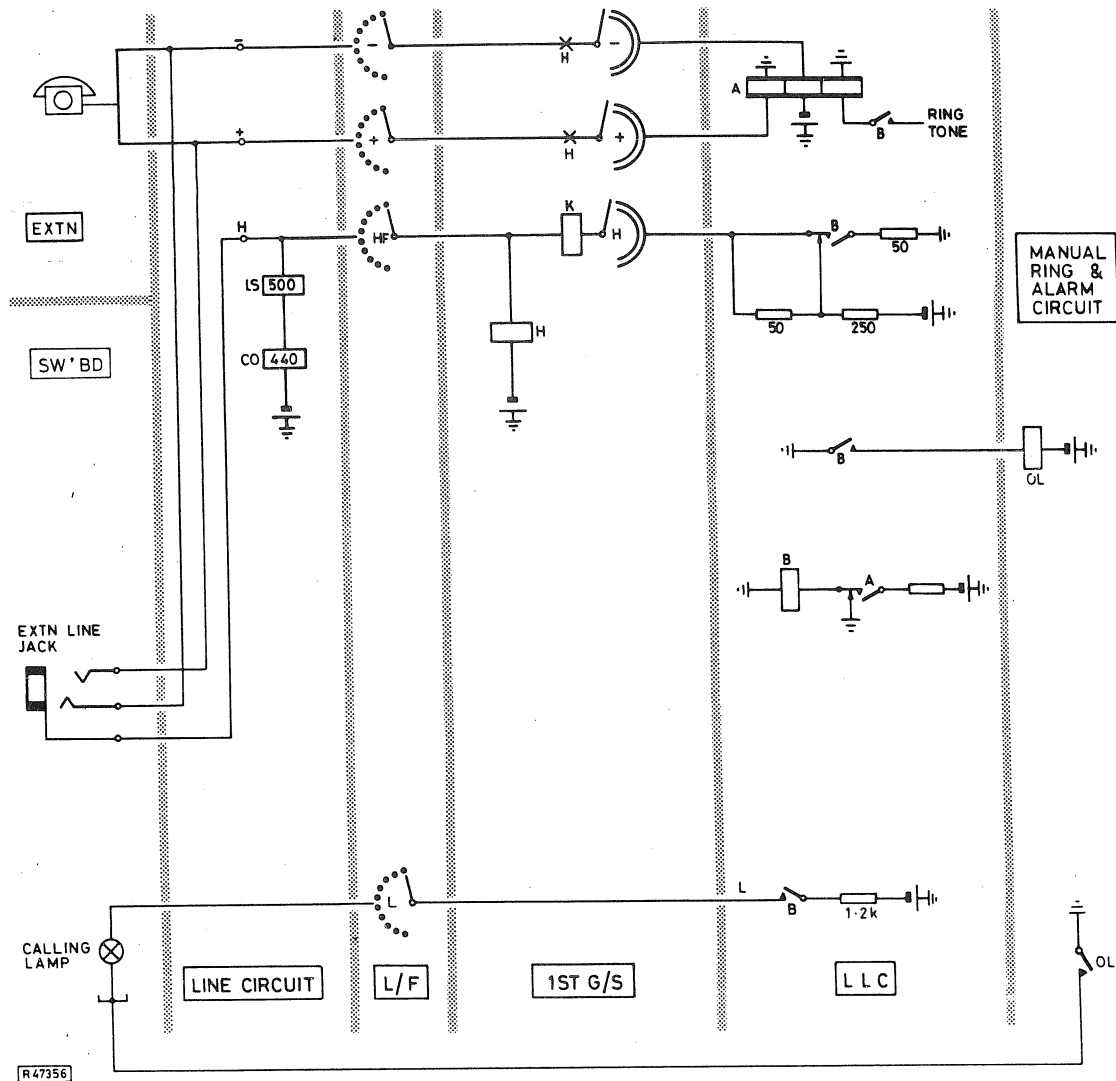 −
−
H
−
A
B
RING
TONE
+
+
H
+
EXTN
H
HF
K
H
B
50
MANUAL
RING &
ALARM
CIRCUIT
IS 500
50
250
H
SW'BD
CO 440
B
OL
B
A
EXTN LINE
JACK
L
L
B
1·2k
CALLING
LAMP
LINE CIRCUIT
L/F
1ST G/S
LLC
OL
R47356